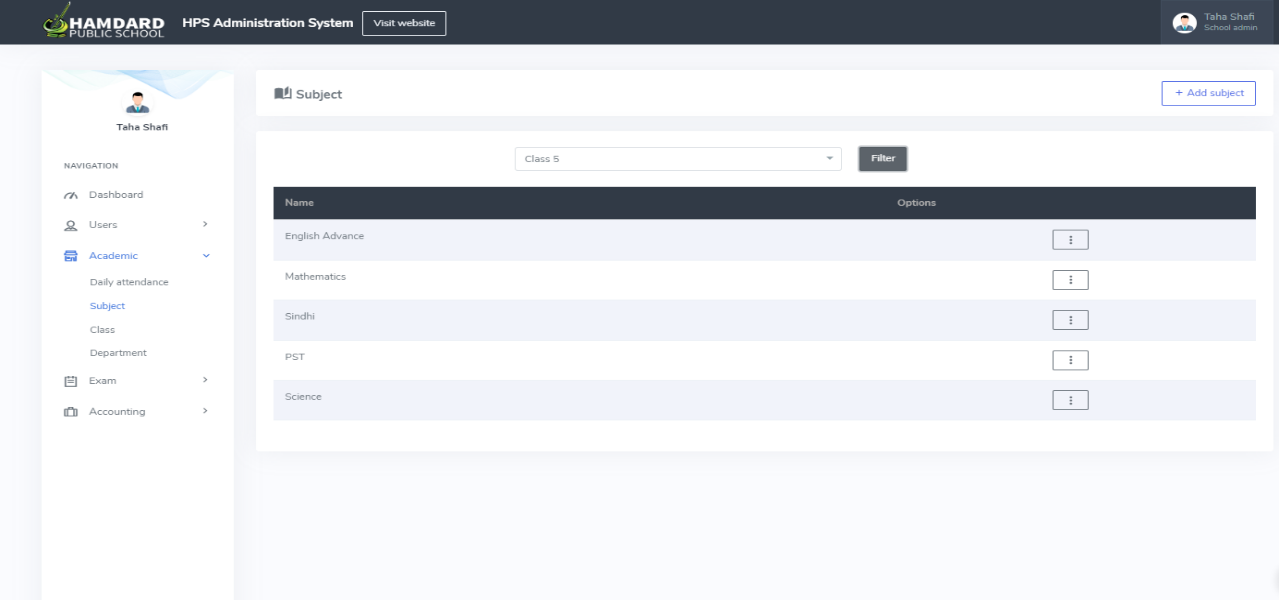 HAMDARD
PUBLIC SCHOOL
HPS Administration System
Visit website
Taha Shafi
School admin
Taha Shafi
NAVIGATION
Dashboard
Users
Academic
Daily attendance
Subject
Class
Department
Exam
Accounting
Subject
+ Add subject
Class 5
Filter
Name Options
English Advance
Mathematics
Sindhi
PST
Science